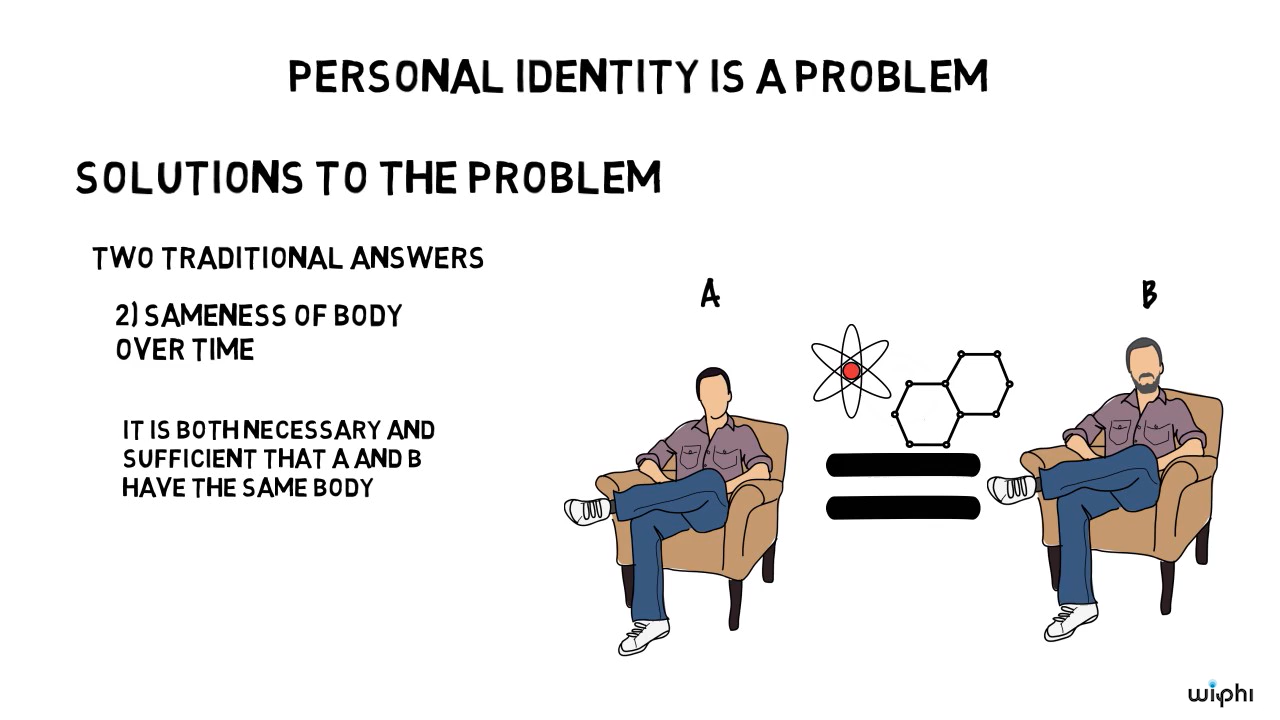 PERSONAL IDENTITY IS A PROBLEM
SOLUTIONS TO THE PROBLEM
TWO TRADITIONAL ANSWERS
2) SAMENESS OF BODY
OVER TIME
IT IS BOTH NECESSARY AND
SUFFICIENT THAT A AND B
HAVE THE SAME BODY
A
B
wiphi